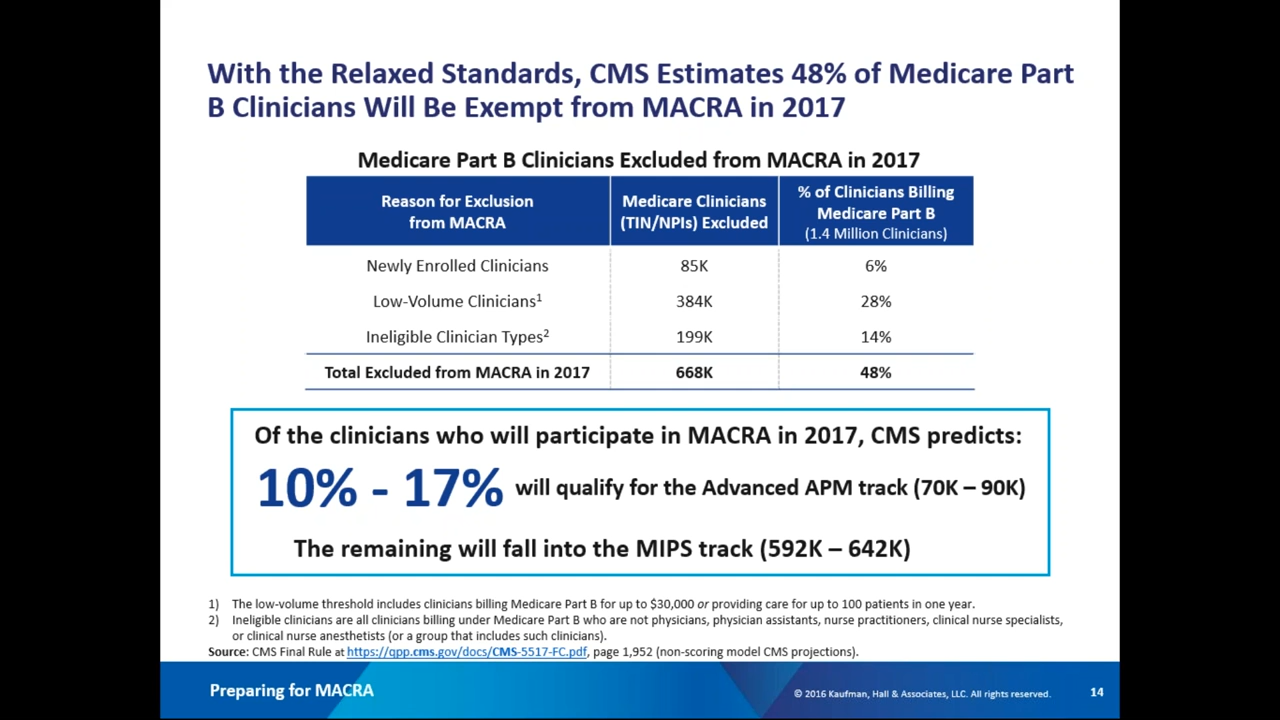 With the Relaxed Standards, CMS Estimates 48% of Medicare Part
B Clinicians Will Be Exempt from MACRA in 2017
Medicare Part B Clinicians Excluded from MACRA in 2017
Reason for Exclusion
from MACRA
Medicare Clinicians
(TIN/NPIs) Excluded
% of Clinicians Billing
Medicare Part B
(1.4 Million Clinicians)
Newly Enrolled Clinicians 85K 6%
Low-Volume Clinicians¹ 384K 28%
Ineligible Clinician Types² 199K 14%
Total Excluded from MACRA in 2017 668K 48%
Of the clinicians who will participate in MACRA in 2017, CMS predicts:
10% - 17% will qualify for the Advanced APM track (70K – 90K)
The remaining will fall into the MIPS track (592K – 642K)
1) The low-volume threshold includes clinicians billing Medicare Part B for up to $30,000 or providing care for up to 100 patients in one year.
2) Ineligible clinicians are all clinicians billing under Medicare Part B who are not physicians, physician assistants, nurse practitioners, clinical nurse specialists,
or clinical nurse anesthetists (or a group that includes such clinicians).
Source: CMS Final Rule at https://qpp.cms.gov/docs/CMS-5517-FC.pdf, page 1,952 (non-scoring model CMS projections).
Preparing for MACRA
© 2016 Kaufman, Hall & Associates, LLC. All rights reserved. 14